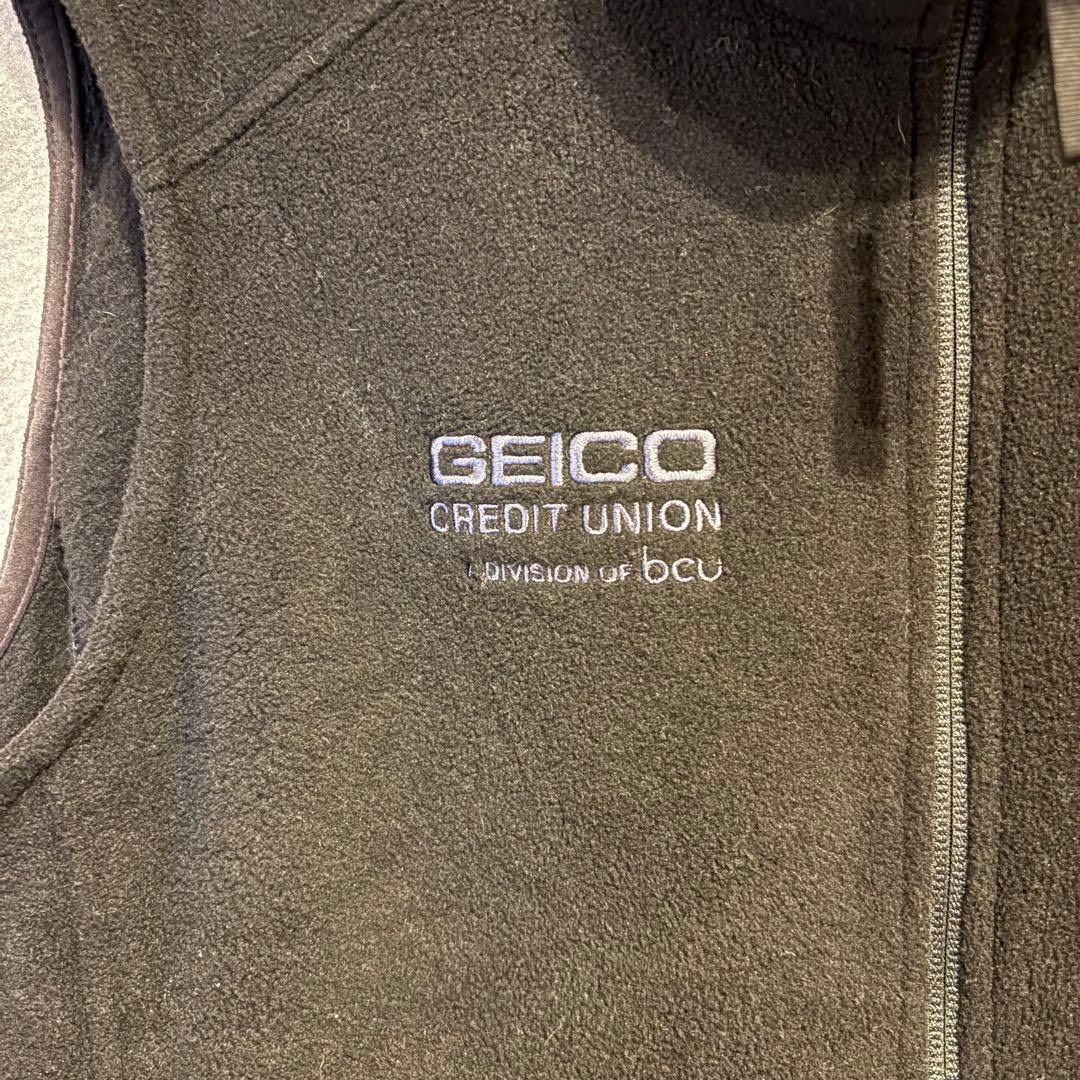 GEICO
CREDIT UNION
A DIVISION OF bcu